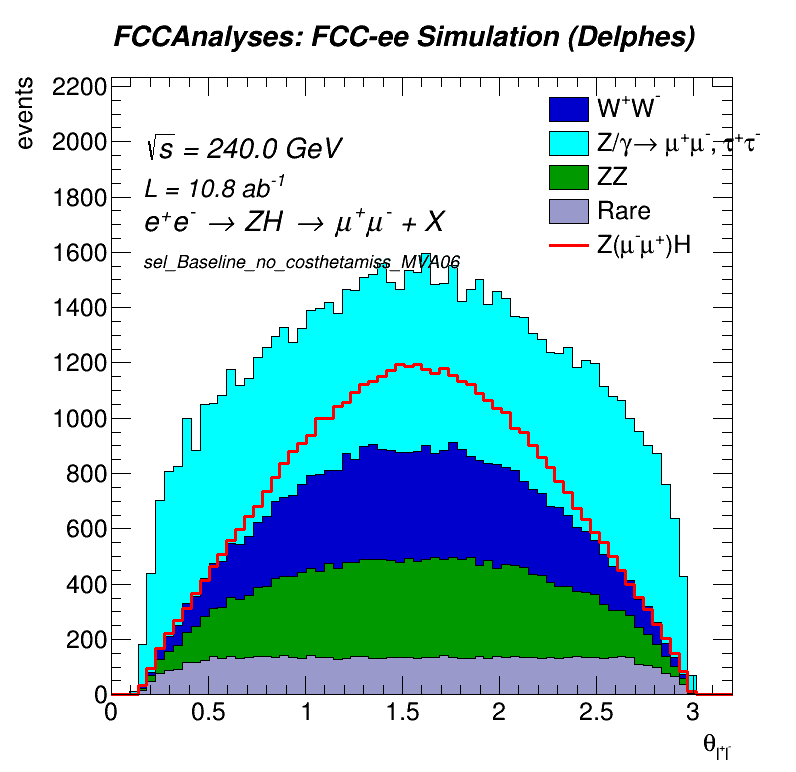 FCCAnalyses: FCC-ee Simulation (Delphes)
events
2200
2000
1800
1600
1400
1200
1000
800
600
400
200
0
√s = 240.0 GeV
L = 10.8 ab⁻¹
e⁺e⁻ → ZH → μ⁺μ⁻ + X
sel_Baseline_no_costhetamiss_MVA06
W⁺W⁻
Z/γ→ μ⁺μ⁻, τ⁺τ⁻
ZZ
Rare
Z(μ⁻μ⁺)H
0 0.5 1 1.5 2 2.5 3
θ_l⁺l⁻